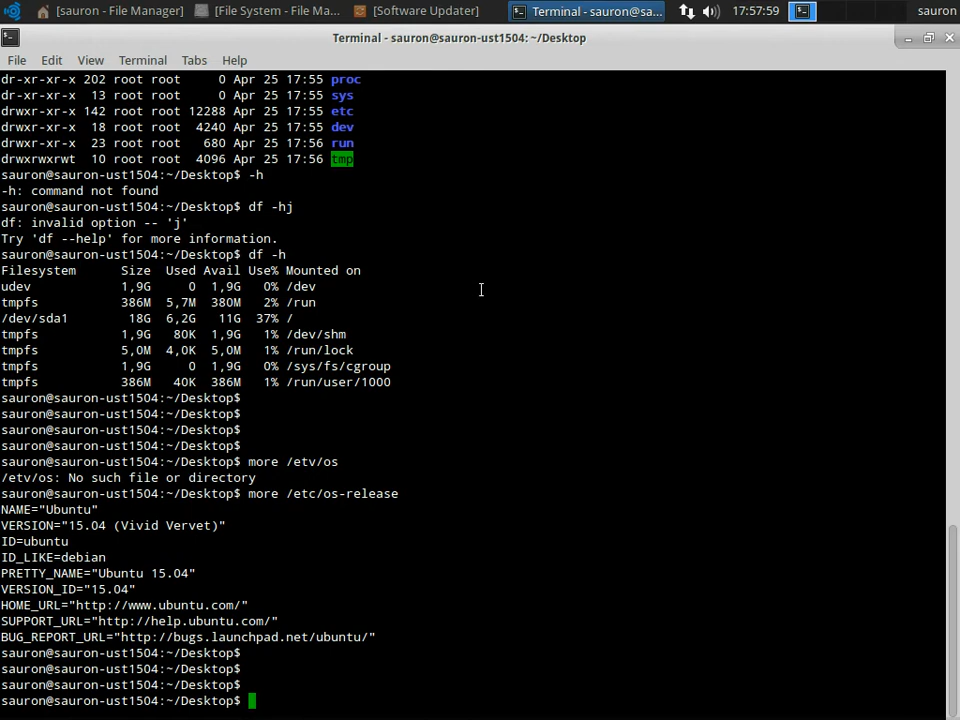 [sauron - File Manager] [File System - File Ma... [Software Updater] Terminal - sauron@sa... 17:57:59 sauron
Terminal - sauron@sauron-ust1504: ~/Desktop
File Edit View Terminal Tabs Help
dr-xr-xr-x 202 root root     0 Apr 25 17:55 proc
dr-xr-xr-x  13 root root     0 Apr 25 17:55 sys
drwxr-xr-x 142 root root 12288 Apr 25 17:55 etc
drwxr-xr-x  18 root root  4240 Apr 25 17:55 dev
drwxr-xr-x  23 root root   680 Apr 25 17:56 run
drwxrwxrwt  10 root root  4096 Apr 25 17:56 tmp
sauron@sauron-ust1504:~/Desktop$ -h
-h: command not found
sauron@sauron-ust1504:~/Desktop$ df -hj
df: invalid option -- 'j'
Try 'df --help' for more information.
sauron@sauron-ust1504:~/Desktop$ df -h
Filesystem      Size  Used Avail Use% Mounted on
udev            1,9G     0  1,9G   0% /dev
tmpfs           386M  5,7M  380M   2% /run
/dev/sda1        18G  6,2G   11G  37% /
tmpfs           1,9G   80K  1,9G   1% /dev/shm
tmpfs           5,0M  4,0K  5,0M   1% /run/lock
tmpfs           1,9G     0  1,9G   0% /sys/fs/cgroup
tmpfs           386M   40K  386M   1% /run/user/1000
sauron@sauron-ust1504:~/Desktop$
sauron@sauron-ust1504:~/Desktop$
sauron@sauron-ust1504:~/Desktop$
sauron@sauron-ust1504:~/Desktop$
sauron@sauron-ust1504:~/Desktop$ more /etv/os
/etv/os: No such file or directory
sauron@sauron-ust1504:~/Desktop$ more /etc/os-release
NAME="Ubuntu"
VERSION="15.04 (Vivid Vervet)"
ID=ubuntu
ID_LIKE=debian
PRETTY_NAME="Ubuntu 15.04"
VERSION_ID="15.04"
HOME_URL="http://www.ubuntu.com/"
SUPPORT_URL="http://help.ubuntu.com/"
BUG_REPORT_URL="http://bugs.launchpad.net/ubuntu/"
sauron@sauron-ust1504:~/Desktop$
sauron@sauron-ust1504:~/Desktop$
sauron@sauron-ust1504:~/Desktop$
sauron@sauron-ust1504:~/Desktop$